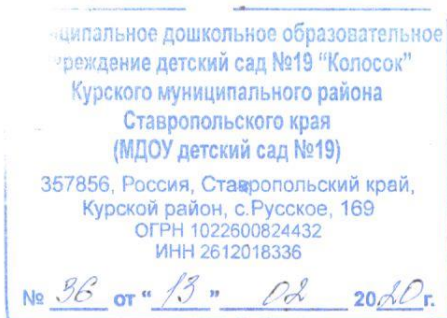 ципальное дошкольное образовательное
реждение детский сад №19 "Колосок"
Курского муниципального района
Ставропольского края
(МДОУ детский сад №19)
357856, Россия, Ставропольский край,
Курской район, с.Русское, 169
ОГРН 1022600824432
ИНН 2612018336
№ 36 от "13" 02 2020 г.